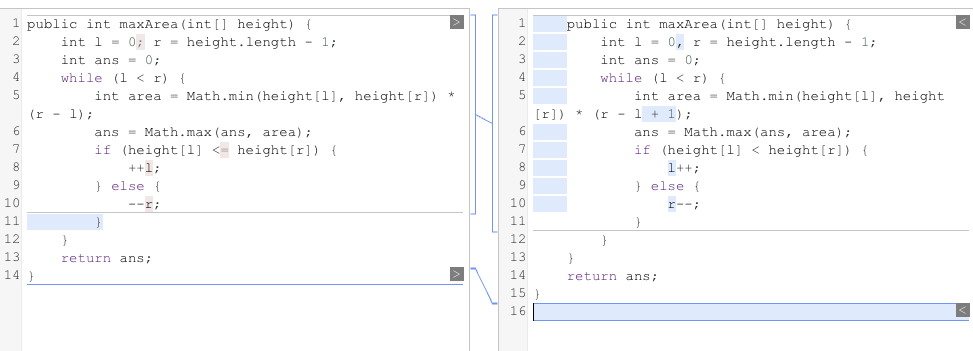 1 public int maxArea(int[] height) {
2     int l = 0; r = height.length - 1;
3     int ans = 0;
4     while (l < r) {
5         int area = Math.min(height[l], height[r]) *
(r - l);
6         ans = Math.max(ans, area);
7         if (height[l] <= height[r]) {
8             ++l;
9         } else {
10             --r;
11         }
12     }
13     return ans;
14 }
>
>
1     public int maxArea(int[] height) {
2         int l = 0, r = height.length - 1;
3         int ans = 0;
4         while (l < r) {
5             int area = Math.min(height[l], height
[r]) * (r - l + 1);
6             ans = Math.max(ans, area);
7             if (height[l] < height[r]) {
8                 l++;
9             } else {
10                 r--;
11             }
12         }
13     }
14     return ans;
15 }
16
<
<